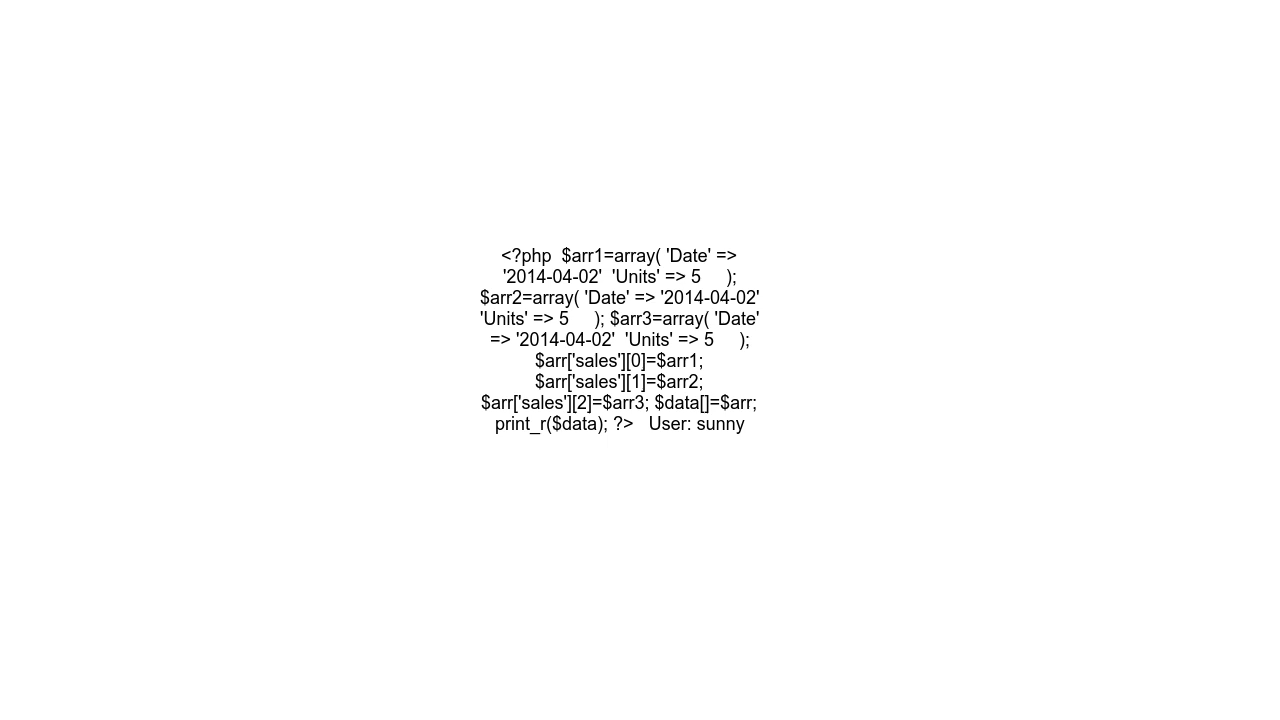 <?php  $arr1=array( 'Date' =>
'2014-04-02'  'Units' => 5     );
$arr2=array( 'Date' => '2014-04-02'
'Units' => 5     ); $arr3=array( 'Date'
=> '2014-04-02'  'Units' => 5     );
$arr['sales'][0]=$arr1;
$arr['sales'][1]=$arr2;
$arr['sales'][2]=$arr3; $data[]=$arr;
print_r($data); ?>   User: sunny